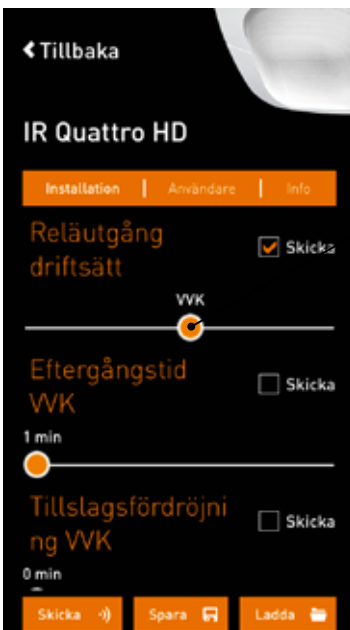 Tillbaka
IR Quattro HD
Installation | Användare | Info
Reläutgång
driftsätt
Skicka
VVK
Eftergångstid
VVK
Skicka
1 min
Tillslagsfördröjni
ng VVK
Skicka
0 min
Skicka Spara Ladda